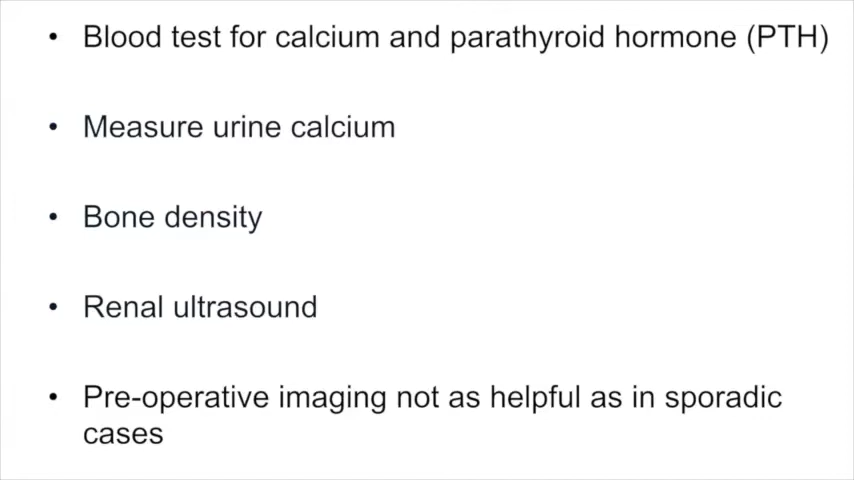 • Blood test for calcium and parathyroid hormone (PTH)
• Measure urine calcium
• Bone density
• Renal ultrasound
• Pre-operative imaging not as helpful as in sporadic
cases